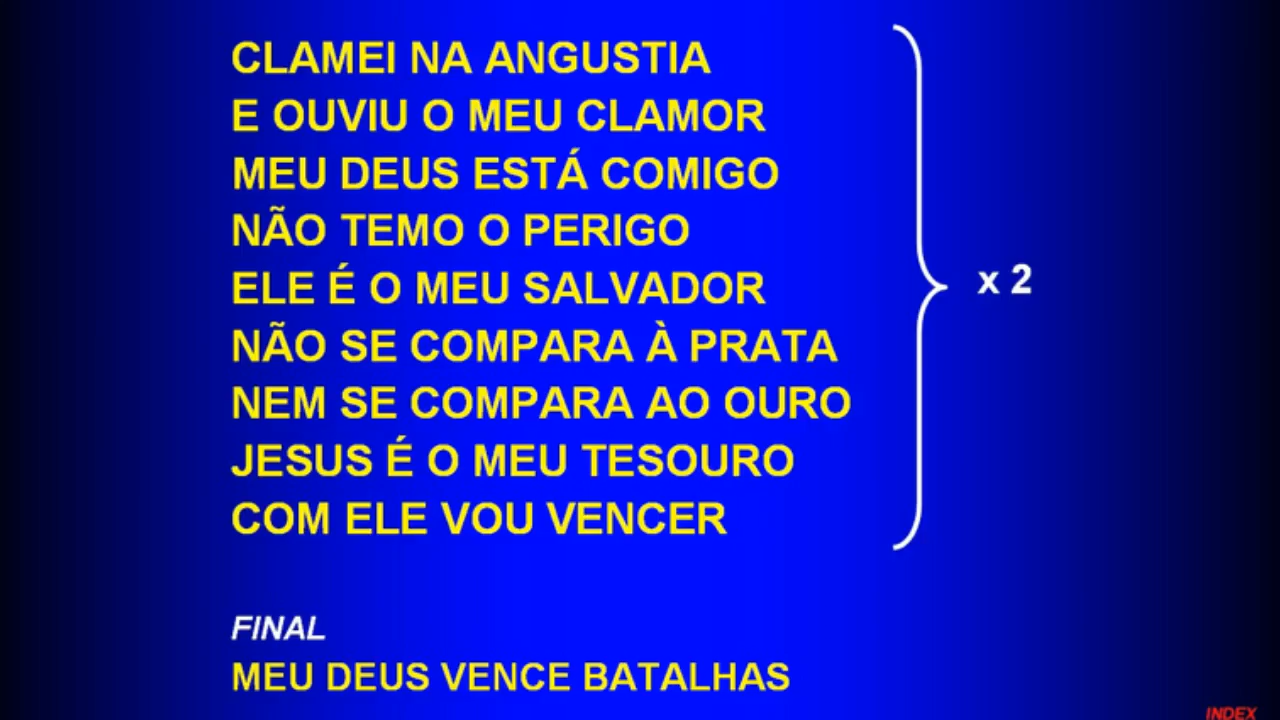 CLAMEI NA ANGUSTIA
E OUVIU O MEU CLAMOR
MEU DEUS ESTÁ COMIGO
NÃO TEMO O PERIGO
ELE É O MEU SALVADOR
NÃO SE COMPARA À PRATA
NEM SE COMPARA AO OURO
JESUS É O MEU TESOURO
COM ELE VOU VENCER
x 2
FINAL
MEU DEUS VENCE BATALHAS
INDEX